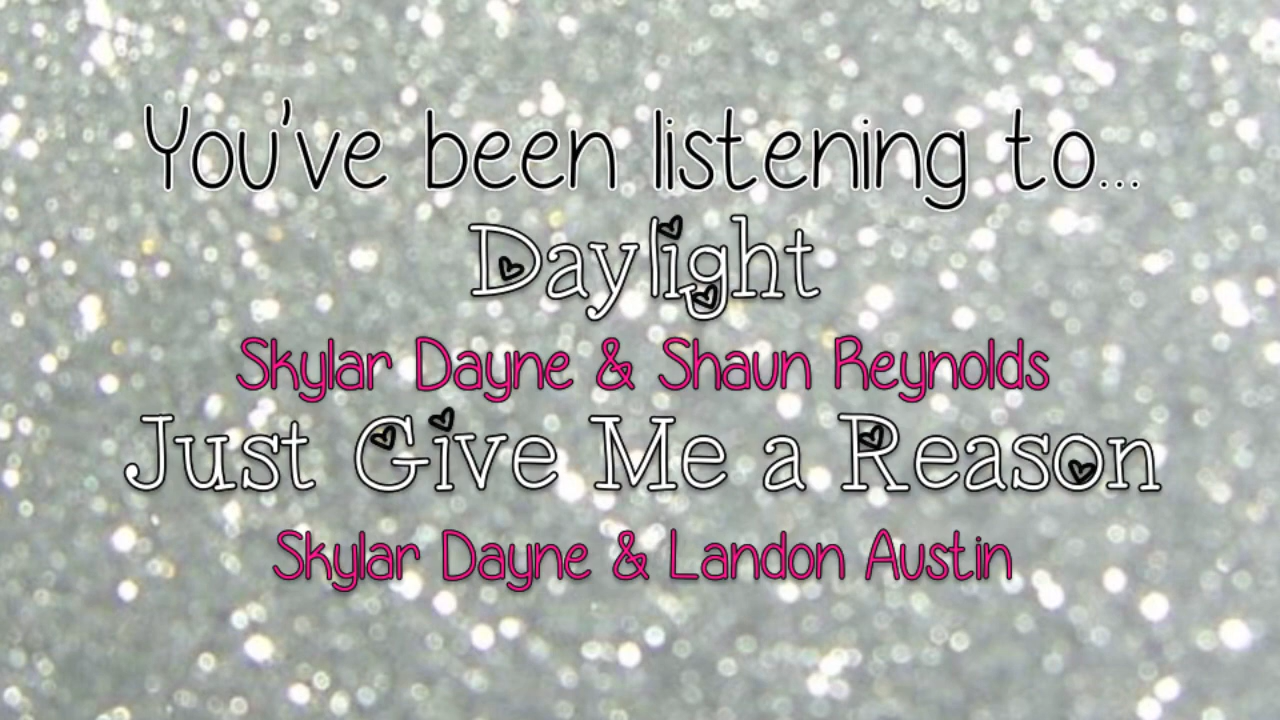 You've been listening to...
Daylight
Skylar Dayne & Shaun Reynolds
Just Give Me a Reason
Skylar Dayne & Landon Austin